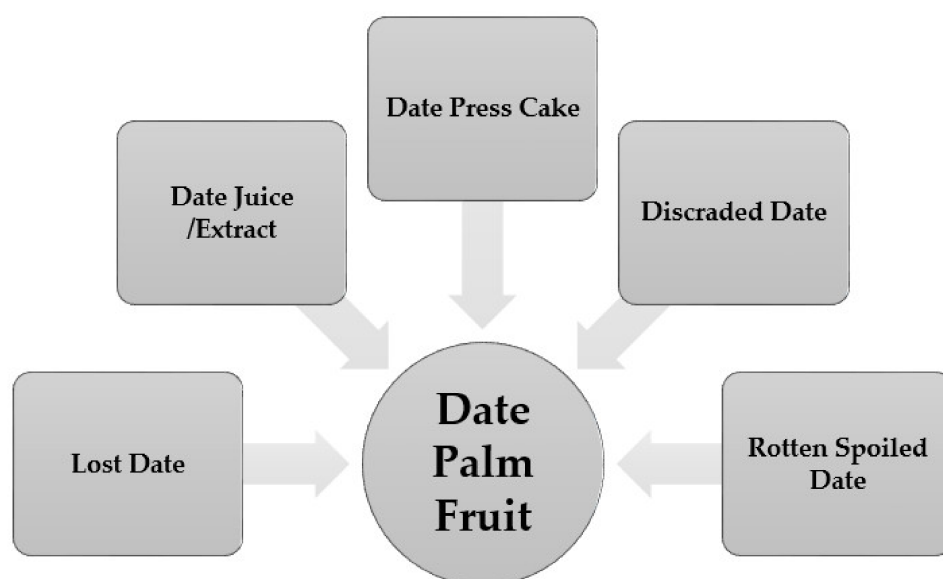 Date Press Cake
Date Juice
/Extract
Discraded Date
Lost Date
Date
Palm
Fruit
Rotten Spoiled
Date